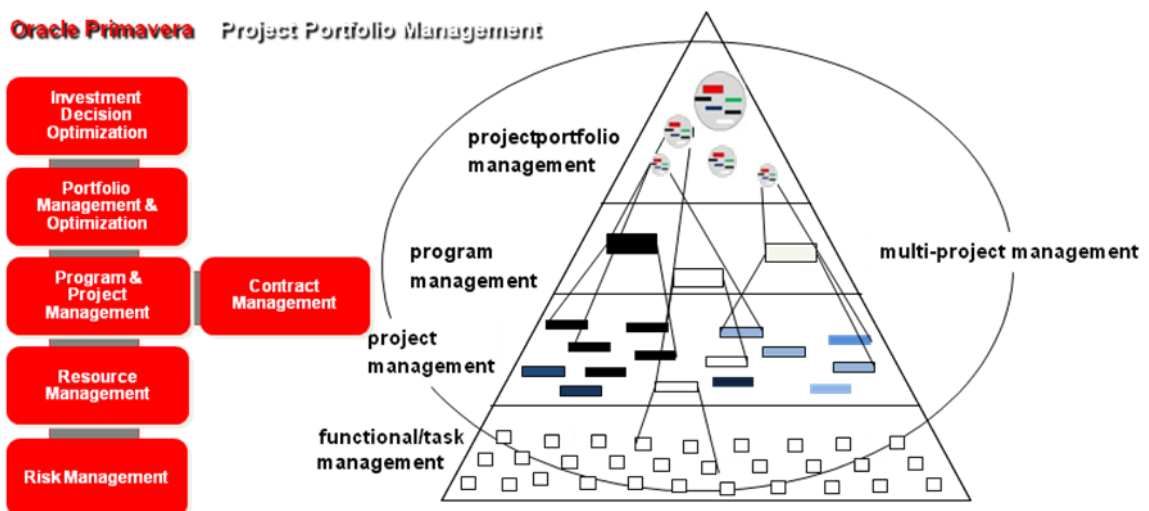 Oracle Primavera Project Portfolio Management
Investment
Decision
Optimization
Portfolio
Management &
Optimization
Program &
Project
Management
Contract
Management
Resource
Management
Risk Management
projectportfolio
management
program
management
project
management
functional/task
management
multi-project management